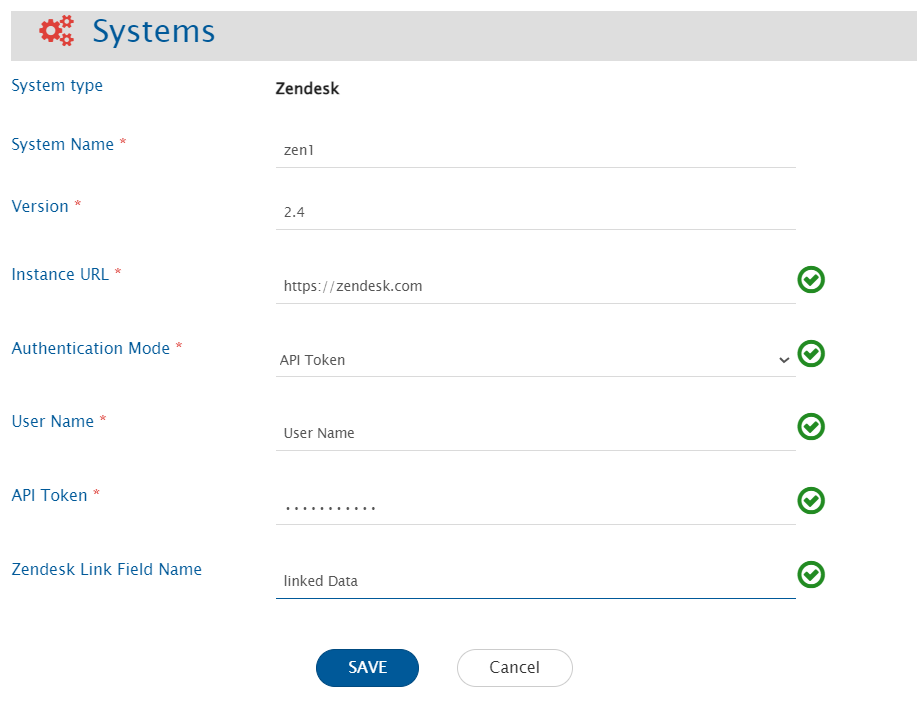 Systems
System type Zendesk
System Name * zen1
Version * 2.4
Instance URL * https://zendesk.com
Authentication Mode * API Token
User Name * User Name
API Token * ...........
Zendesk Link Field Name linked Data
SAVE Cancel